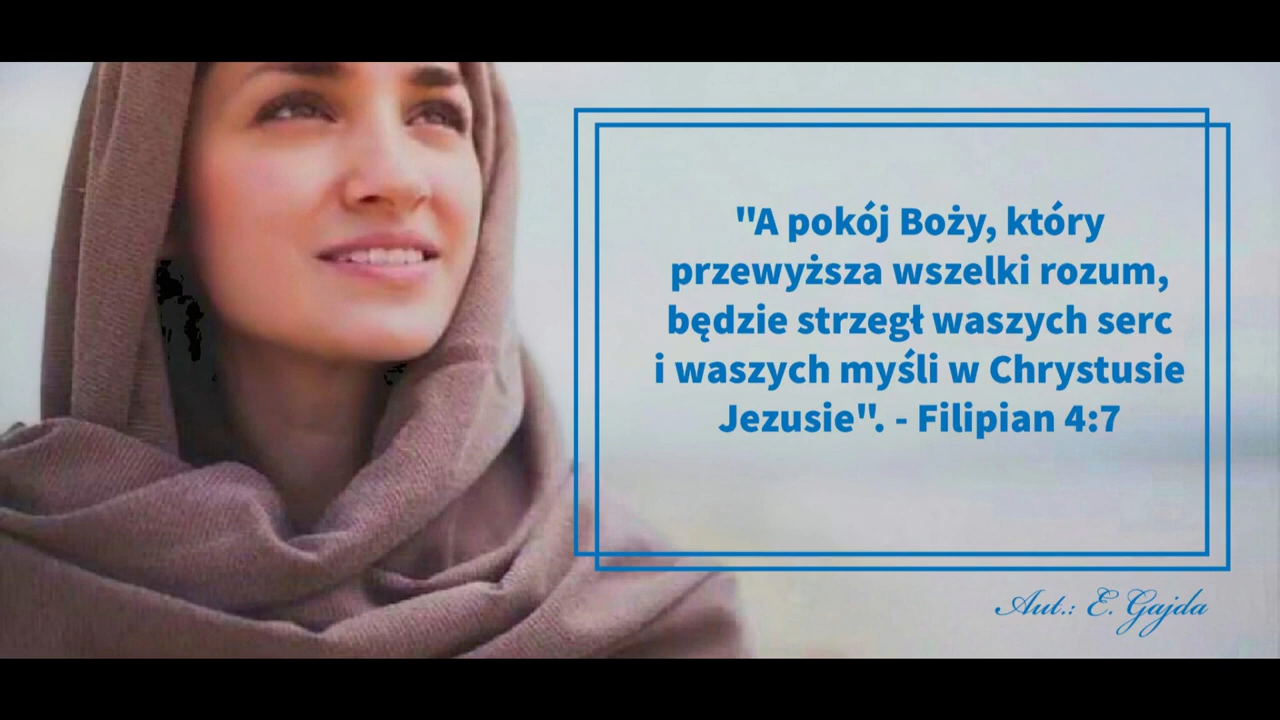 "A pokój Boży, który
przewyższa wszelki rozum,
będzie strzegł waszych serc
i waszych myśli w Chrystusie
Jezusie". - Filipian 4:7
Aut.: E. Gajda